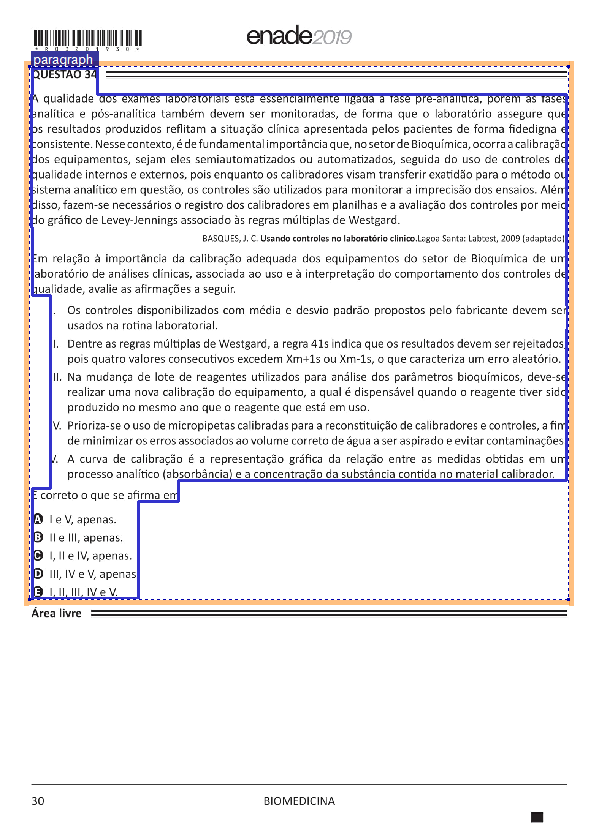 *R03201930*
enade2019
paragraph
QUESTÃO 34
A qualidade dos exames laboratoriais está essencialmente ligada à fase pré-analítica, porém as fases
analítica e pós-analítica também devem ser monitoradas, de forma que o laboratório assegure que
os resultados produzidos reflitam a situação clínica apresentada pelos pacientes de forma fidedigna e
consistente. Nesse contexto, é de fundamental importância que, no setor de Bioquímica, ocorra a calibração
dos equipamentos, sejam eles semiautomatizados ou automatizados, seguida do uso de controles de
qualidade internos e externos, pois enquanto os calibradores visam transferir exatidão para o método ou
sistema analítico em questão, os controles são utilizados para monitorar a imprecisão dos ensaios. Além
disso, fazem-se necessários o registro dos calibradores em planilhas e a avaliação dos controles por meio
do gráfico de Levey-Jennings associado às regras múltiplas de Westgard.
BASQUES, J. C. Usando controles no laboratório clínico.Lagoa Santa: Labtest, 2009 (adaptado).
Em relação à importância da calibração adequada dos equipamentos do setor de Bioquímica de um
laboratório de análises clínicas, associada ao uso e à interpretação do comportamento dos controles de
qualidade, avalie as afirmações a seguir.
I. Os controles disponibilizados com média e desvio padrão propostos pelo fabricante devem ser
usados na rotina laboratorial.
II. Dentre as regras múltiplas de Westgard, a regra 41s indica que os resultados devem ser rejeitados,
pois quatro valores consecutivos excedem Xm+1s ou Xm-1s, o que caracteriza um erro aleatório.
III. Na mudança de lote de reagentes utilizados para análise dos parâmetros bioquímicos, deve-se
realizar uma nova calibração do equipamento, a qual é dispensável quando o reagente tiver sido
produzido no mesmo ano que o reagente que está em uso.
IV. Prioriza-se o uso de micropipetas calibradas para a reconstituição de calibradores e controles, a fim
de minimizar os erros associados ao volume correto de água a ser aspirado e evitar contaminações.
V. A curva de calibração é a representação gráfica da relação entre as medidas obtidas em um
processo analítico (absorbância) e a concentração da substância contida no material calibrador.
É correto o que se afirma em
A I e V, apenas.
B II e III, apenas.
C I, II e IV, apenas.
D III, IV e V, apenas.
E I, II, III, IV e V.
Área livre
30
BIOMEDICINA